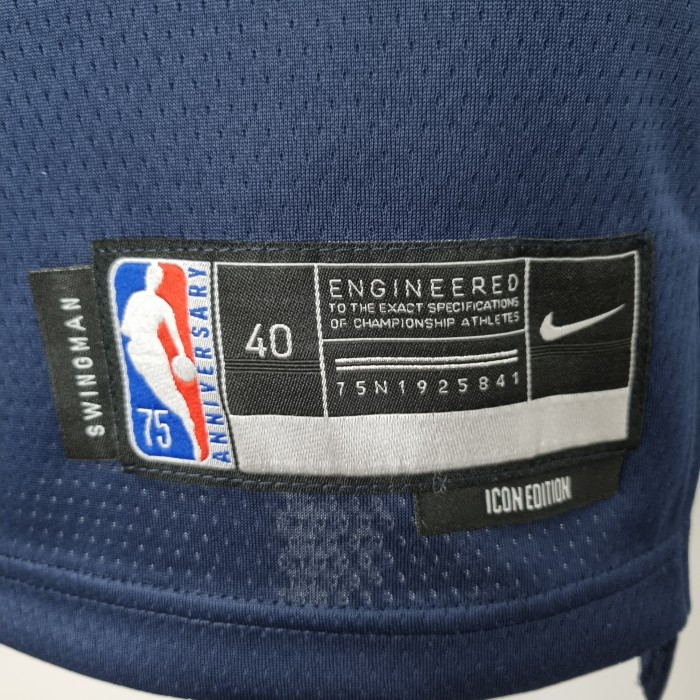 SWINGMAN
75
ANNIVERSARY
40
ENGINEERED
TO THE EXACT SPECIFICATIONS
OF CHAMPIONSHIP ATHLETES
75N1925841
ICON EDITION